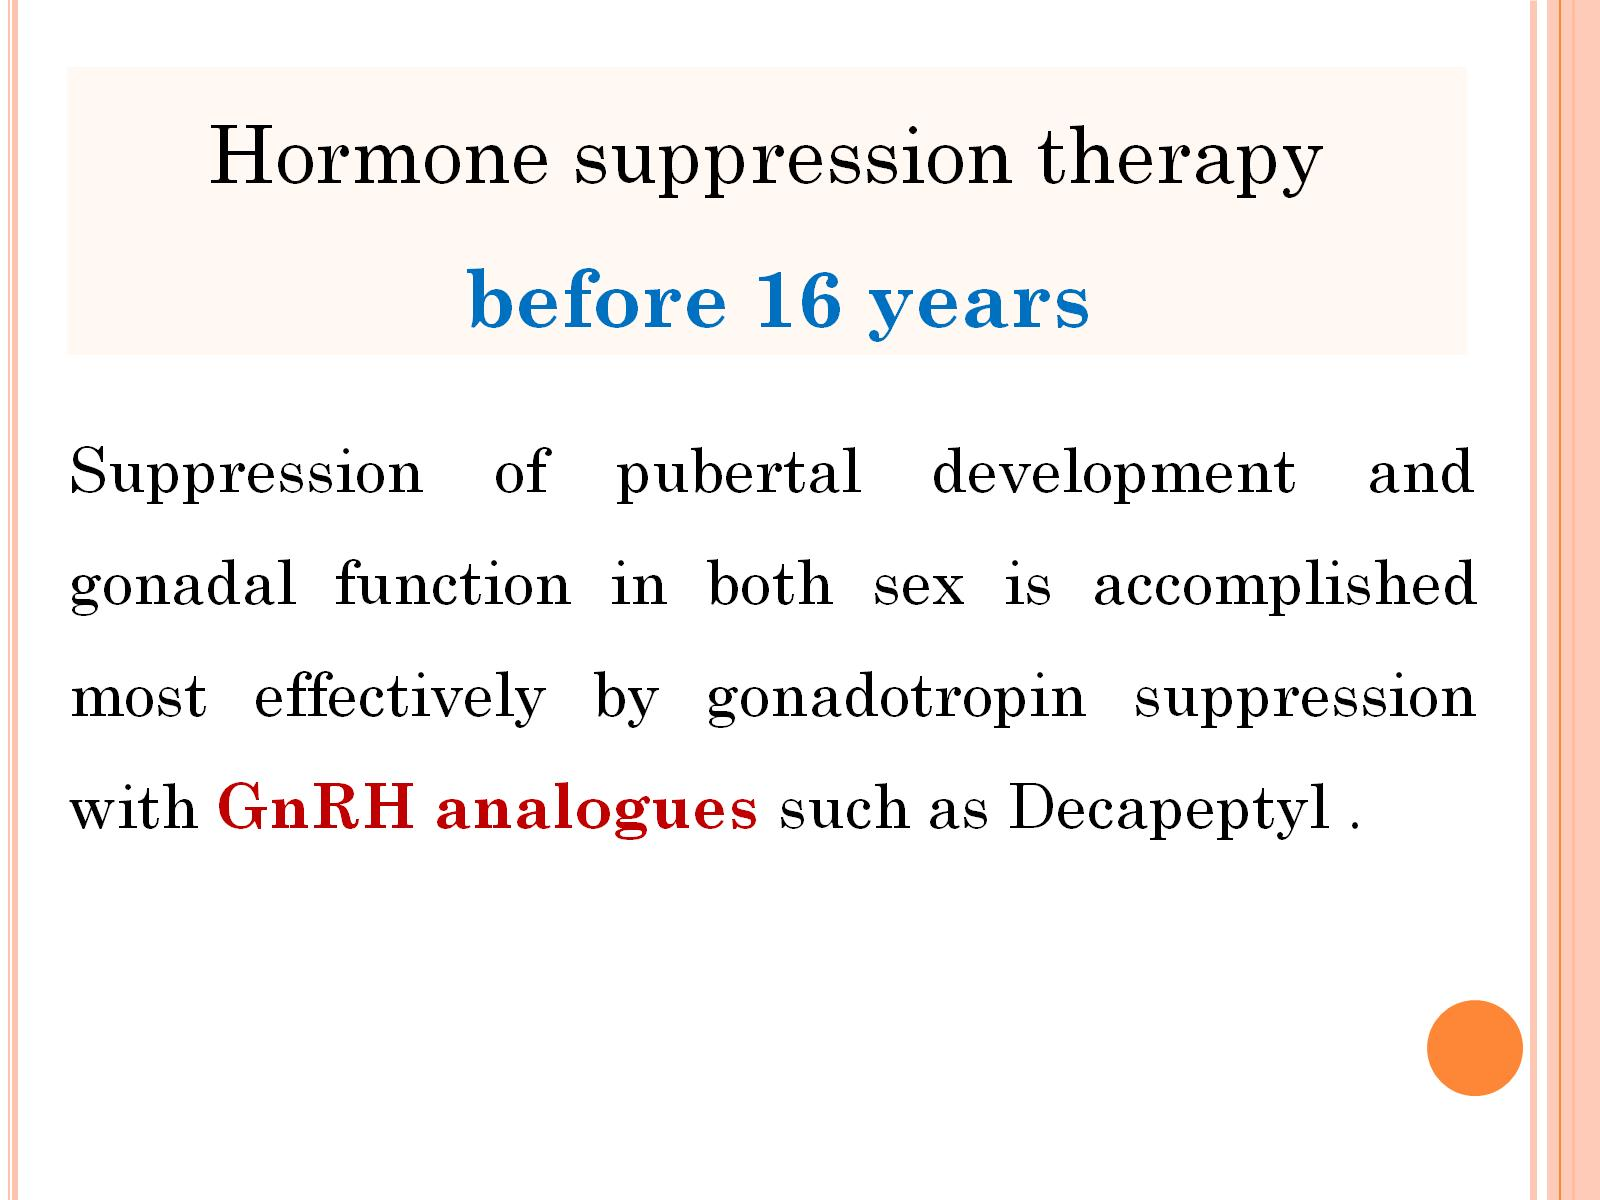 Hormone suppression therapy
before 16 years
Suppression of pubertal development and
gonadal function in both sex is accomplished
most effectively by gonadotropin suppression
with GnRH analogues such as Decapeptyl .